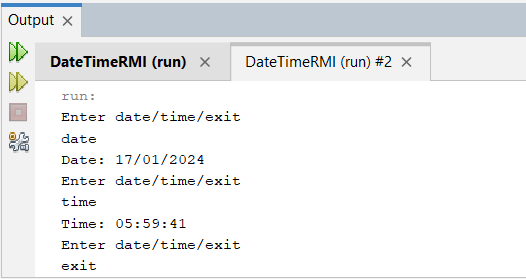 Output
DateTimeRMI (run)
DateTimeRMI (run) #2
run:
Enter date/time/exit
date
Date: 17/01/2024
Enter date/time/exit
time
Time: 05:59:41
Enter date/time/exit
exit